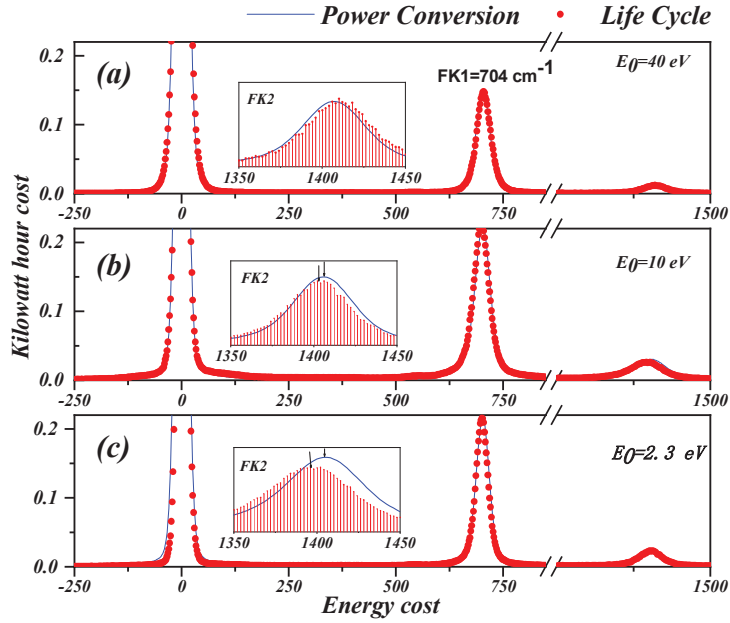 Power Conversion Life Cycle
Kilowatt hour cost
(a)
FK2
FK1=704 cm-1
E0=40 eV
0.2
0.1
0.0
1350 1400 1450
-250 0 250 500 750 1500
(b)
FK2
E0=10 eV
0.2
0.1
0.0
1350 1400 1450
-250 0 250 500 750 1500
(c)
FK2
E0=2.3 eV
0.2
0.1
0.0
1350 1400 1450
-250 0 250 500 750 1500
Energy cost